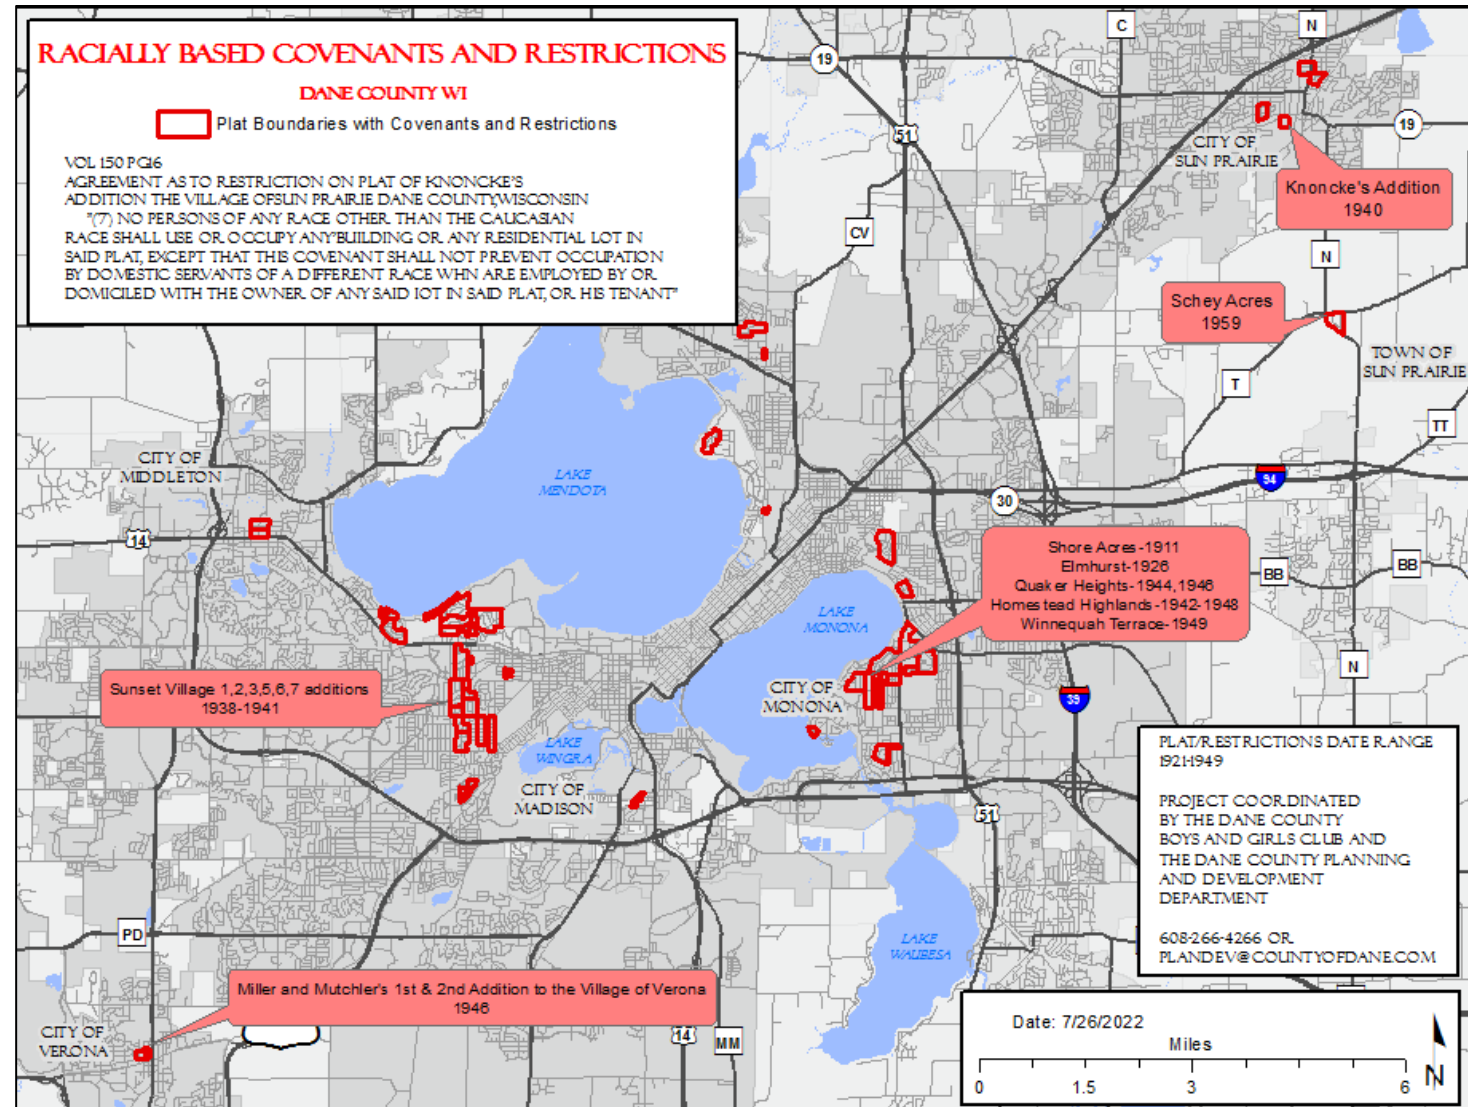 RACIALLY BASED COVENANTS AND RESTRICTIONS
DANE COUNTY WI
Plat Boundaries with Covenants and Restrictions
VOL 150 PG16
AGREEMENT AS TO RESTRICTION ON PLAT OF KNONCKE'S
ADDITION THE VILLAGE OFSUN PRAIRIE DANE COUNTY,WISCONSIN
"(7) NO PERSONS OF ANY RACE OTHER THAN THE CAUCASIAN
RACE SHALL USE OR OCCUPY ANY'BUILDING OR ANY RESIDENTIAL LOT IN
SAID PLAT, EXCEPT THAT THIS COVENANT SHALL NOT PREVENT OCCUPATION
BY DOMESTIC SERVANTS OF A DIFFERENT RACE WHN ARE EMPLOYED BY OR
DOMICILED WITH THE OWNER OF ANY SAID IOT IN SAID PLAT, OR HIS TENANT"
C
N
19
51
19
CITY OF
SUN PRAIRIE
Knoncke's Addition
1940
CV
N
Schey Acres
1959
TOWN OF
SUN PRAIRIE
T
TT
CITY OF
MIDDLETON
LAKE
MENDOTA
94
30
14
Shore Acres-1911
Elmhurst-1926
Quaker Heights-1944,1946
Homestead Highlands-1942-1948
Winnequah Terrace-1949
BB
BB
LAKE
MONONA
N
Sunset Village 1,2,3,5,6,7 additions
1938-1941
CITY OF
MONONA
39
LAKE
WINGRA
CITY OF
MADISON
51
PLAT/RESTRICTIONS DATE RANGE
1921-1949
PROJECT COORDINATED
BY THE DANE COUNTY
BOYS AND GIRLS CLUB AND
THE DANE COUNTY PLANNING
AND DEVELOPMENT
DEPARTMENT
608-266-4266 OR
PLANDEV@COUNTYOFDANE.COM
PD
LAKE
WAUBESA
Miller and Mutchler's 1st & 2nd Addition to the Village of Verona
1946
CITY OF
VERONA
14
MM
Date: 7/26/2022
Miles
0 1.5 3 6
N